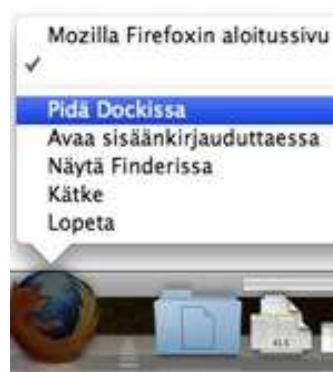 Mozilla Firefoxin aloitussivu
Pidä Dockissa
Avaa sisäänkirjauduttaessa
Näytä Finderissa
Kätke
Lopeta